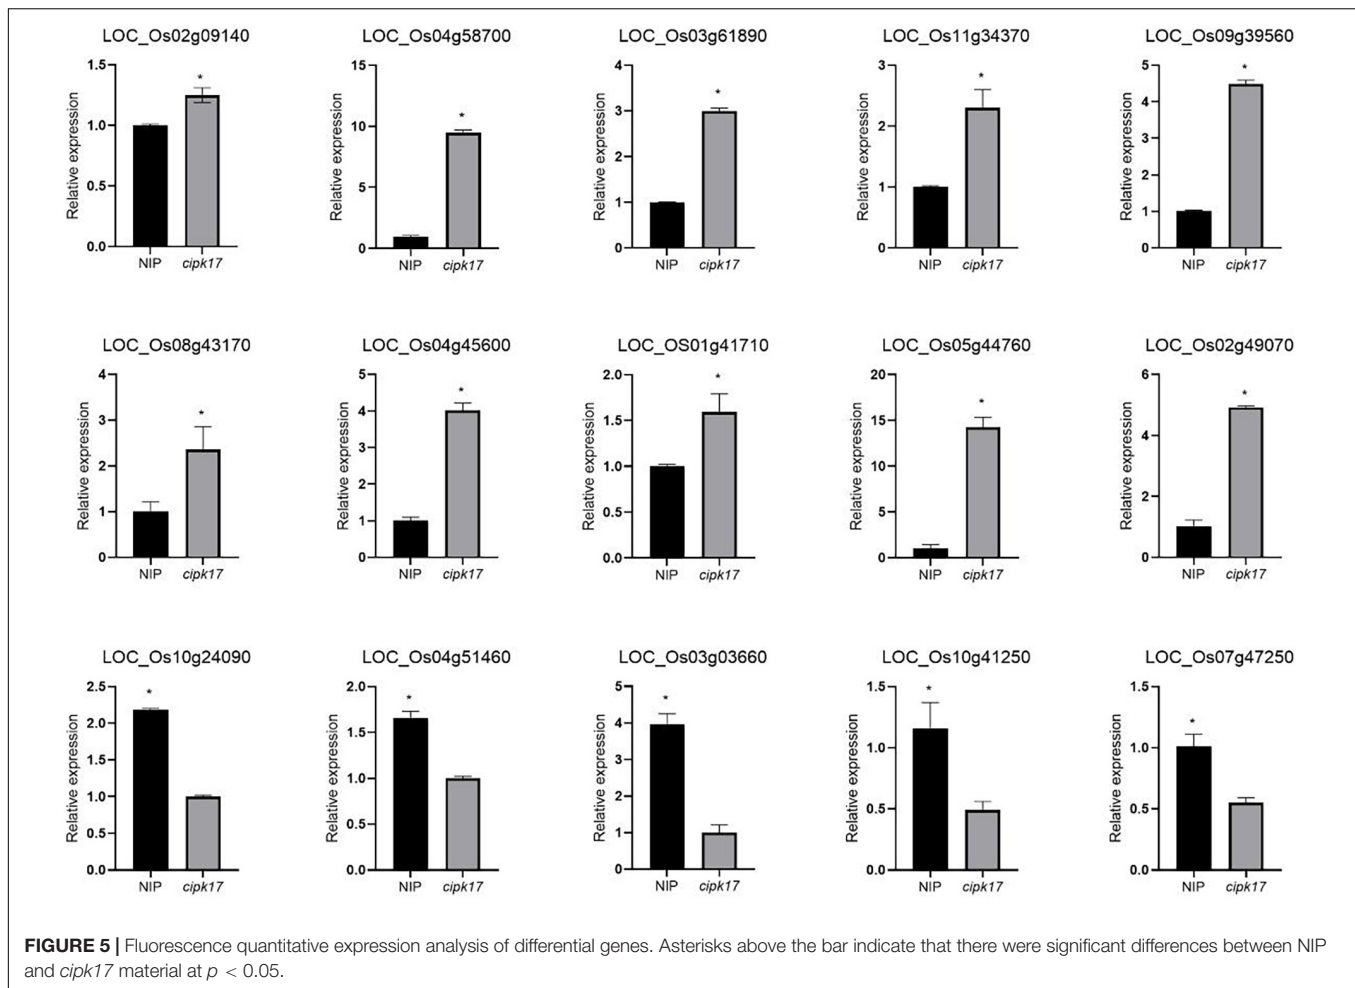 LOC_Os02g09140
LOC_Os04g58700
LOC_Os03g61890
LOC_Os11g34370
LOC_Os09g39560
Relative expression
1.5
1.0
0.5
0.0
*
NIP
cipk17
Relative expression
15
10
5
0
*
NIP
cipk17
Relative expression
4
3
2
1
0
*
NIP
cipk17
Relative expression
3
2
1
0
*
NIP
cipk17
Relative expression
5
4
3
2
1
0
*
NIP
cipk17
LOC_Os08g43170
LOC_Os04g45600
LOC_OS01g41710
LOC_Os05g44760
LOC_Os02g49070
Relative expression
4
3
2
1
0
*
NIP
cipk17
Relative expression
5
4
3
2
1
0
*
NIP
cipk17
Relative expression
2.0
1.5
1.0
0.5
0.0
*
NIP
cipk17
Relative expression
20
15
10
5
0
*
NIP
cipk17
Relative expression
6
4
2
0
*
NIP
cipk17
LOC_Os10g24090
LOC_Os04g51460
LOC_Os03g03660
LOC_Os10g41250
LOC_Os07g47250
Relative expression
2.5
2.0
1.5
1.0
0.5
0.0
*
NIP
cipk17
Relative expression
2.0
1.5
1.0
0.5
0.0
*
NIP
cipk17
Relative expression
5
4
3
2
1
0
*
NIP
cipk17
Relative expression
1.5
1.0
0.5
0.0
*
NIP
cipk17
Relative expression
1.5
1.0
0.5
0.0
*
NIP
cipk17
FIGURE 5 | Fluorescence quantitative expression analysis of differential genes. Asterisks above the bar indicate that there were significant differences between NIP
and cipk17 material at p < 0.05.